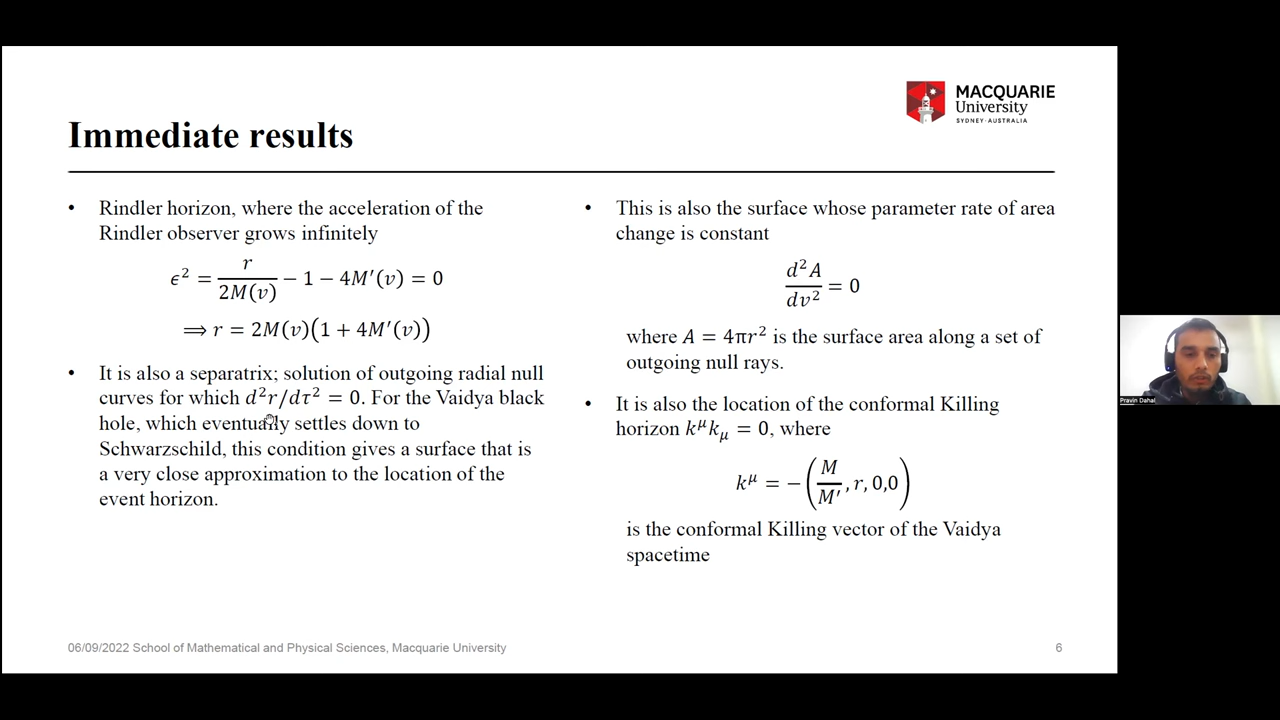 MACQUARIE
University
SYDNEY·AUSTRALIA
Immediate results
• Rindler horizon, where the acceleration of the
Rindler observer grows infinitely
ϵ² = r/2M(v) − 1 − 4M′(v) = 0
⟹ r = 2M(v)(1 + 4M′(v))
• It is also a separatrix; solution of outgoing radial null
curves for which d²r/dτ² = 0. For the Vaidya black
hole, which eventually settles down to
Schwarzschild, this condition gives a surface that is
a very close approximation to the location of the
event horizon.
• This is also the surface whose parameter rate of area
change is constant
d²A/dv² = 0
where A = 4πr² is the surface area along a set of
outgoing null rays.
• It is also the location of the conformal Killing
horizon k^μ k_μ = 0, where
k^μ = −(M/M′, r, 0,0)
is the conformal Killing vector of the Vaidya
spacetime
06/09/2022 School of Mathematical and Physical Sciences, Macquarie University
6
Pravin Dahal